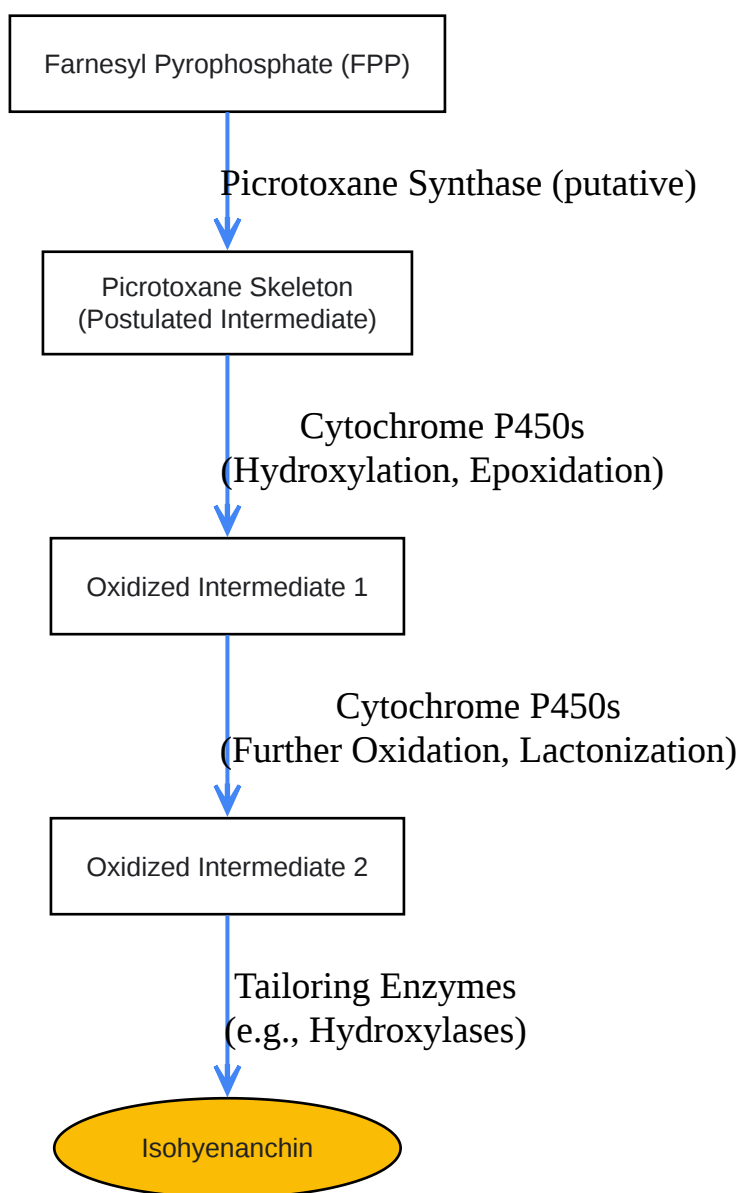 Farnesyl Pyrophosphate (FPP)
Picrotoxane Synthase (putative)
Picrotoxane Skeleton
(Postulated Intermediate)
Cytochrome P450s
(Hydroxylation, Epoxidation)
Oxidized Intermediate 1
Cytochrome P450s
(Further Oxidation, Lactonization)
Oxidized Intermediate 2
Tailoring Enzymes
(e.g., Hydroxylases)
Isohyenanchin